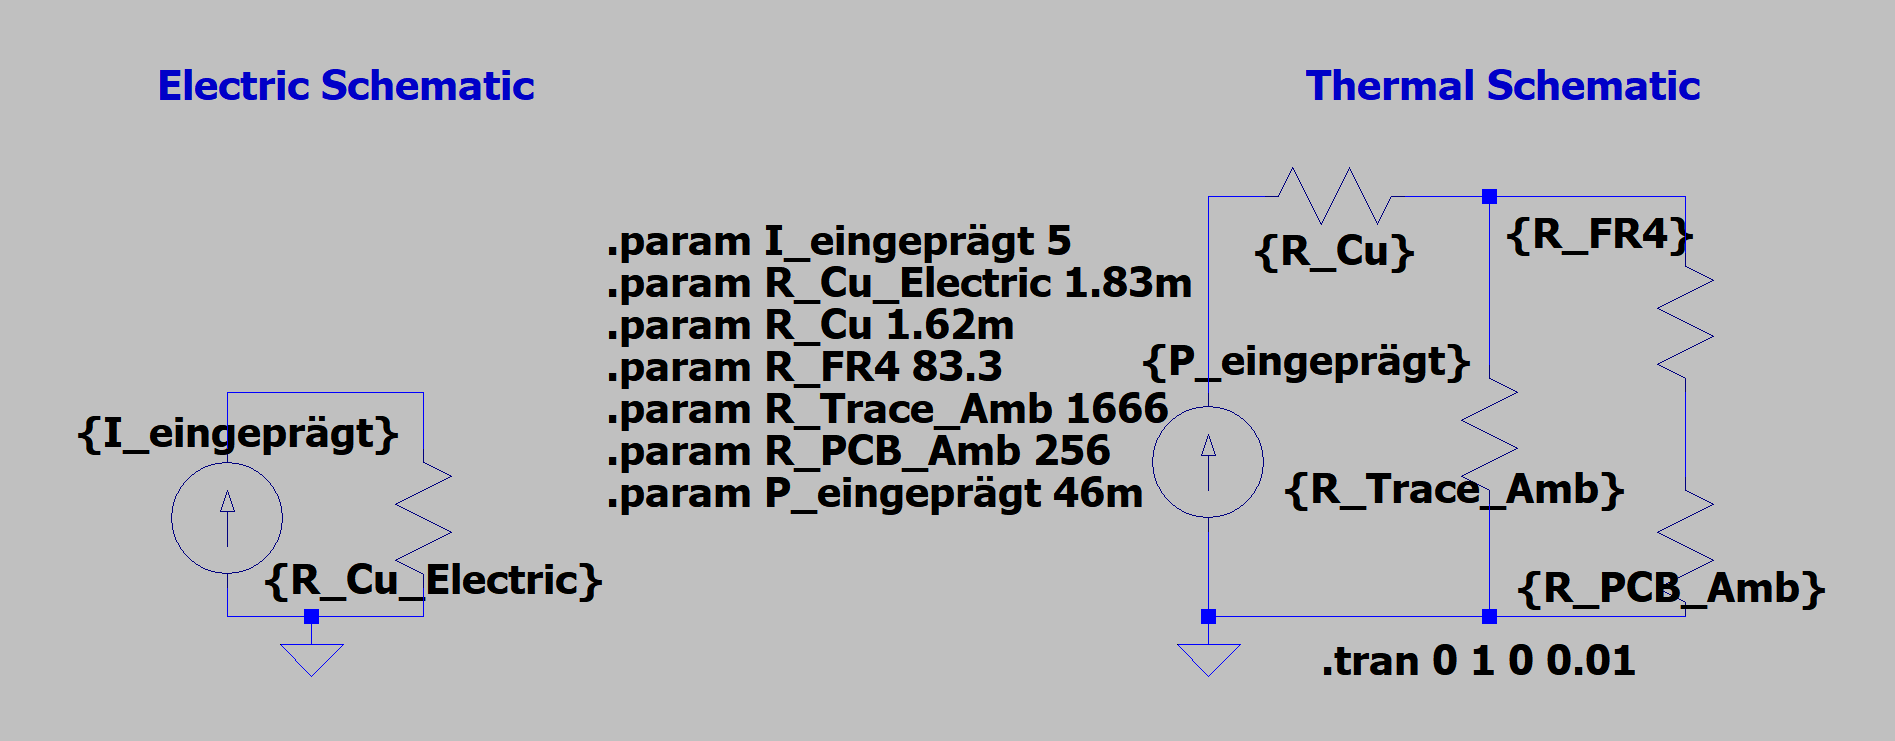 Electric Schematic
Thermal Schematic
.param I_eingeprägt 5
.param R_Cu_Electric 1.83m
.param R_Cu 1.62m
.param R_FR4 83.3
.param R_Trace_Amb 1666
.param R_PCB_Amb 256
.param P_eingeprägt 46m
{I_eingeprägt}
{R_Cu_Electric}
{R_Cu}
{R_FR4}
{P_eingeprägt}
{R_Trace_Amb}
{R_PCB_Amb}
.tran 0 1 0 0.01